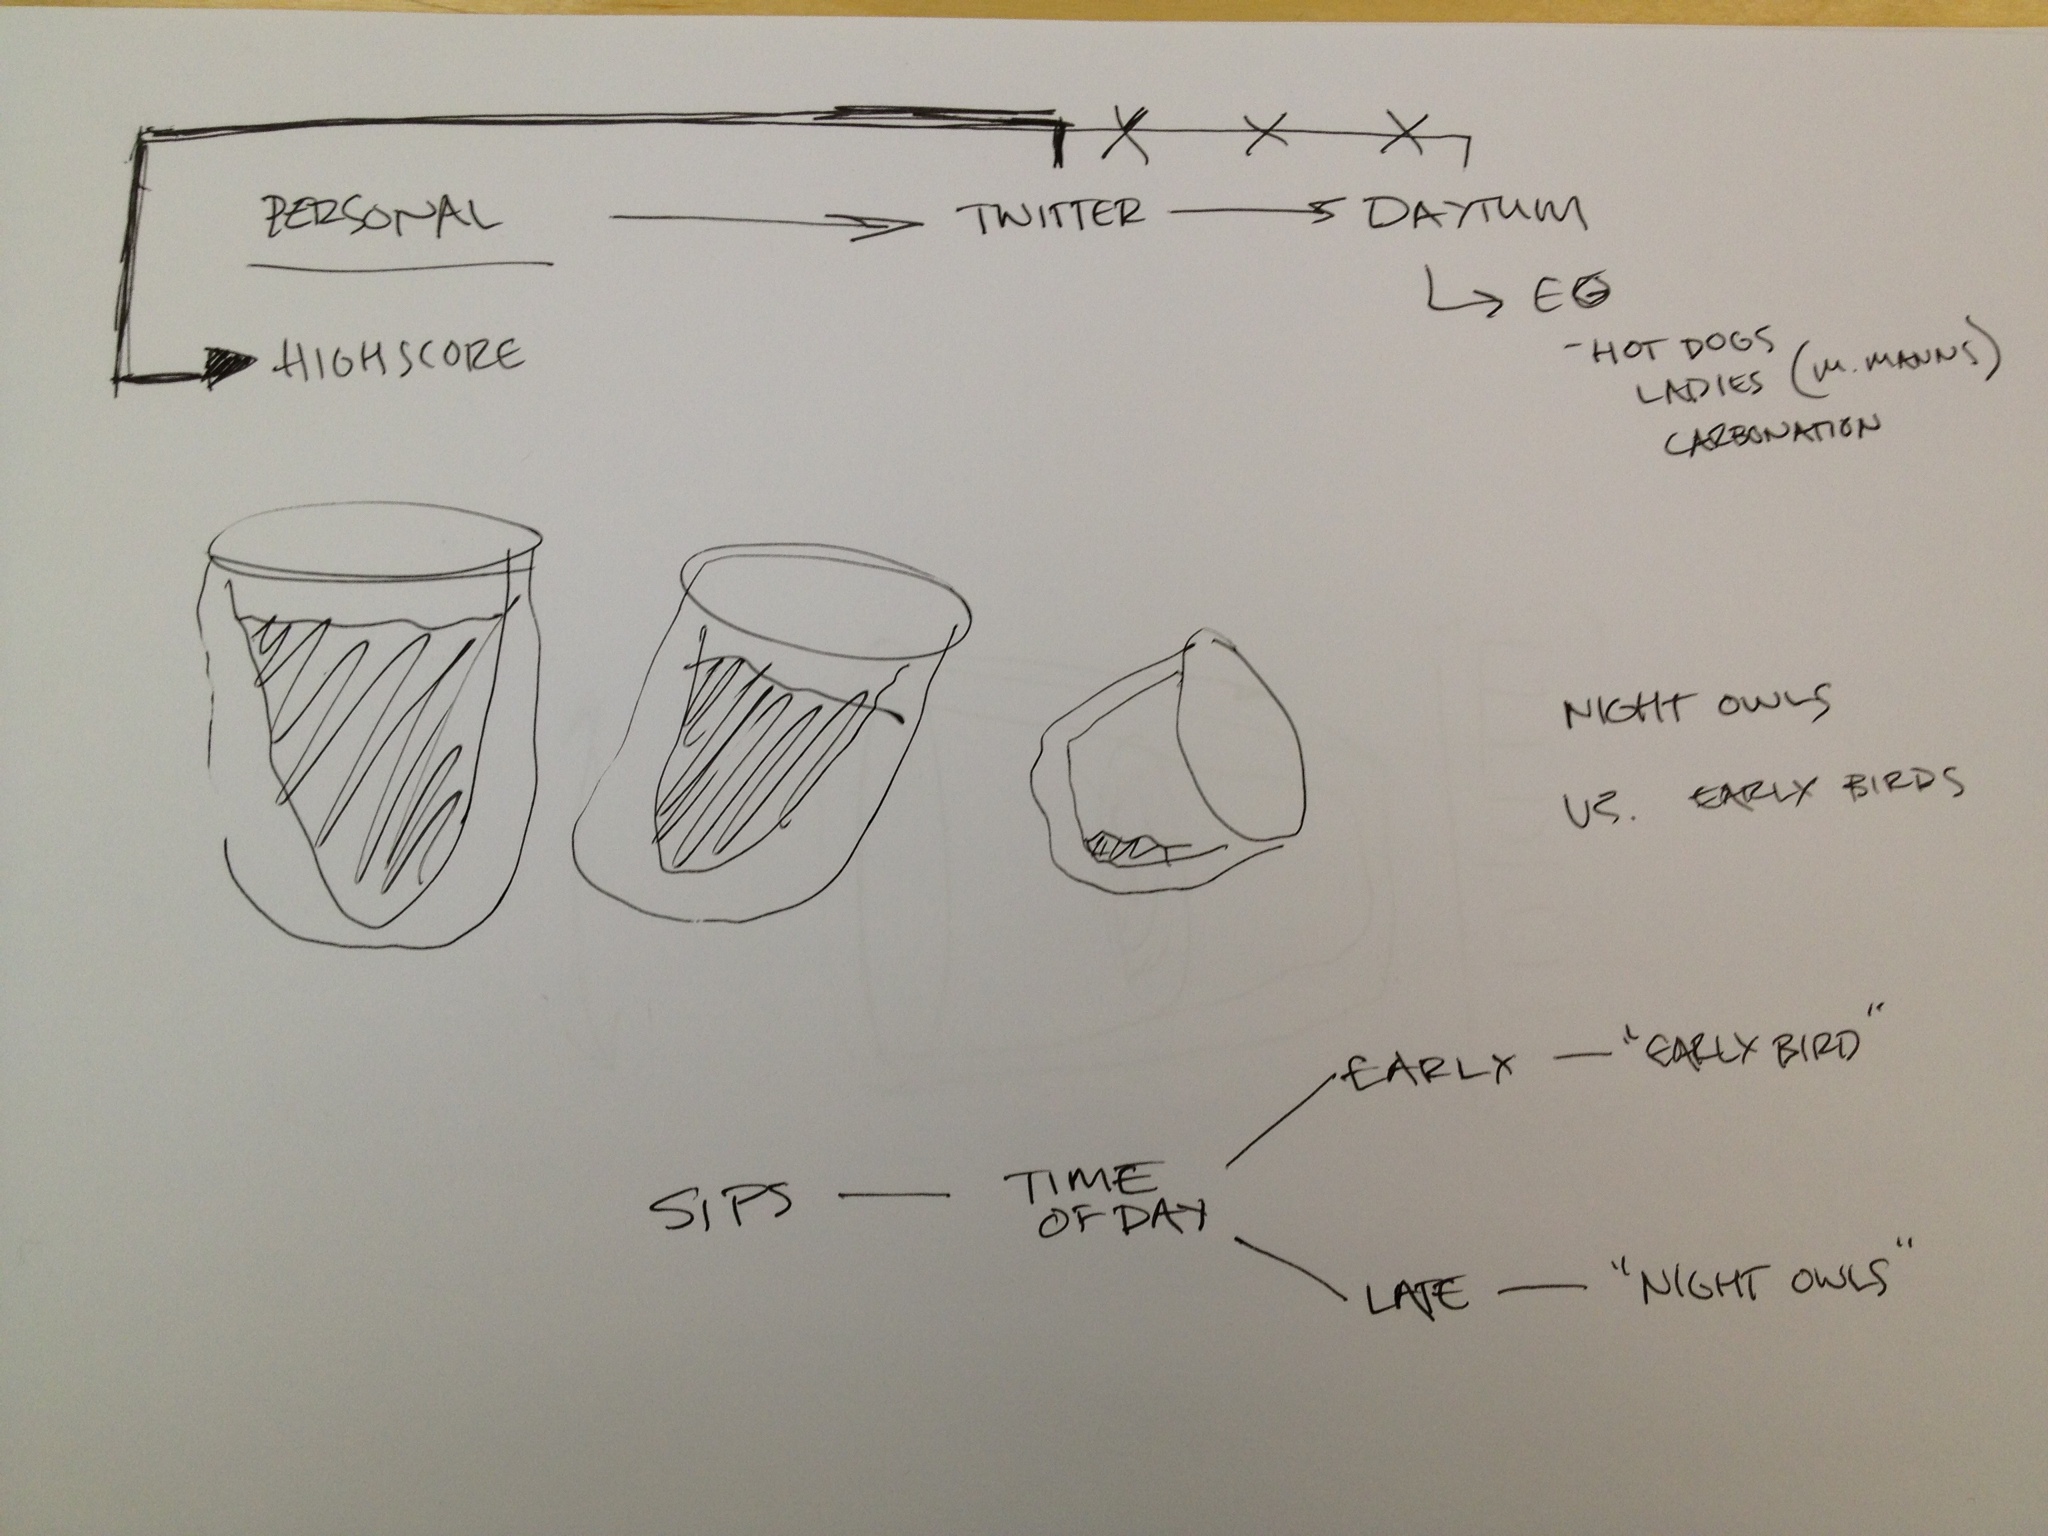 PERSONAL TWITTER DAYTUM
EG
HIGHSCORE
- HOT DOGS
LADIES (M. MANNS)
CARBONATION
NIGHT OWLS
VS. EARLY BIRDS
EARLY — "EARLY BIRD"
SIPS — TIME
OF DAY
LATE — "NIGHT OWLS"